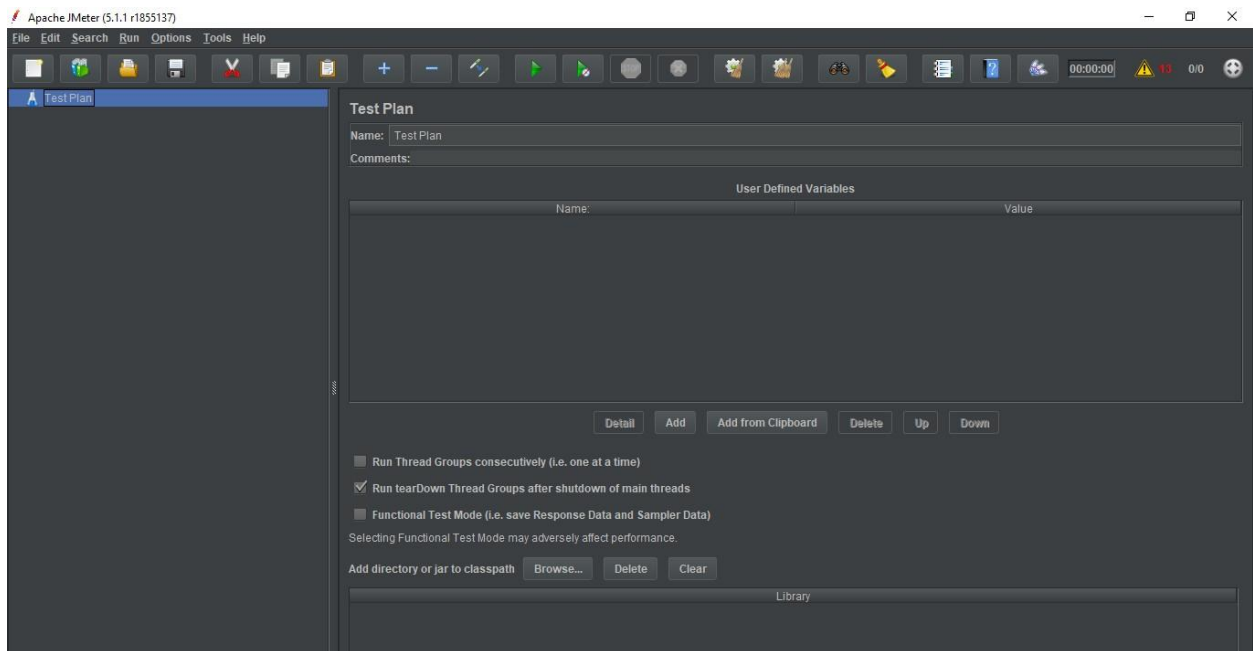 Apache JMeter (5.1.1 r1855137)
File Edit Search Run Options Tools Help
00:00:00 13 0/0
Test Plan
Test Plan
Name: Test Plan
Comments:
User Defined Variables
Name: Value
Detail Add Add from Clipboard Delete Up Down
Run Thread Groups consecutively (i.e. one at a time)
Run tearDown Thread Groups after shutdown of main threads
Functional Test Mode (i.e. save Response Data and Sampler Data)
Selecting Functional Test Mode may adversely affect performance.
Add directory or jar to classpath Browse... Delete Clear
Library